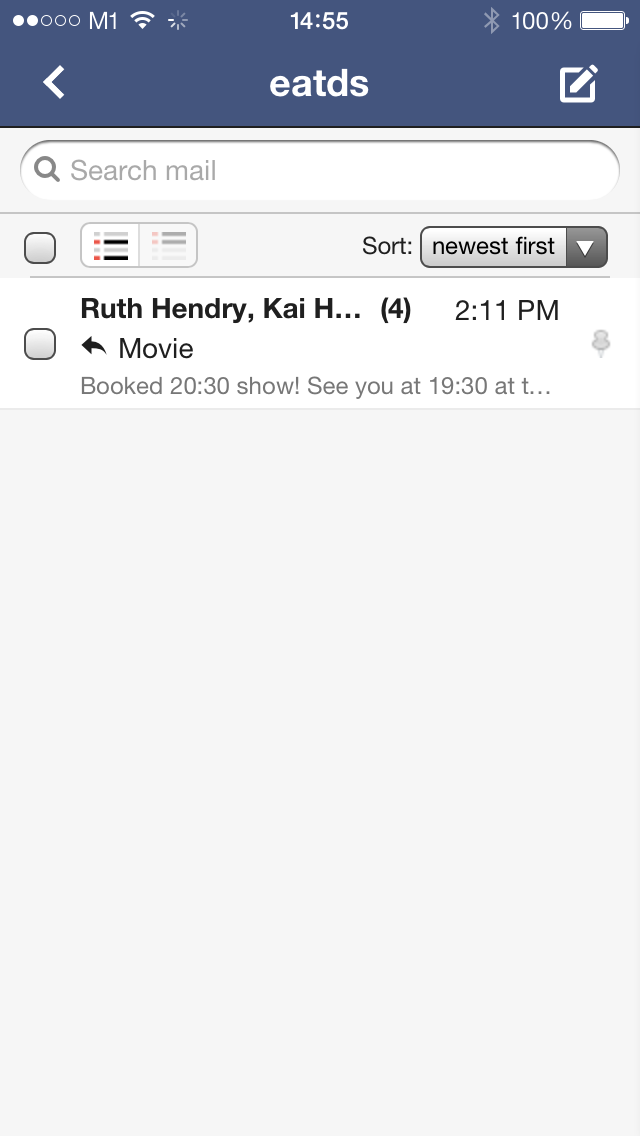 M1 14:55 100%
eatds
Search mail
Sort: newest first
Ruth Hendry, Kai H... (4) 2:11 PM
Movie
Booked 20:30 show! See you at 19:30 at t...